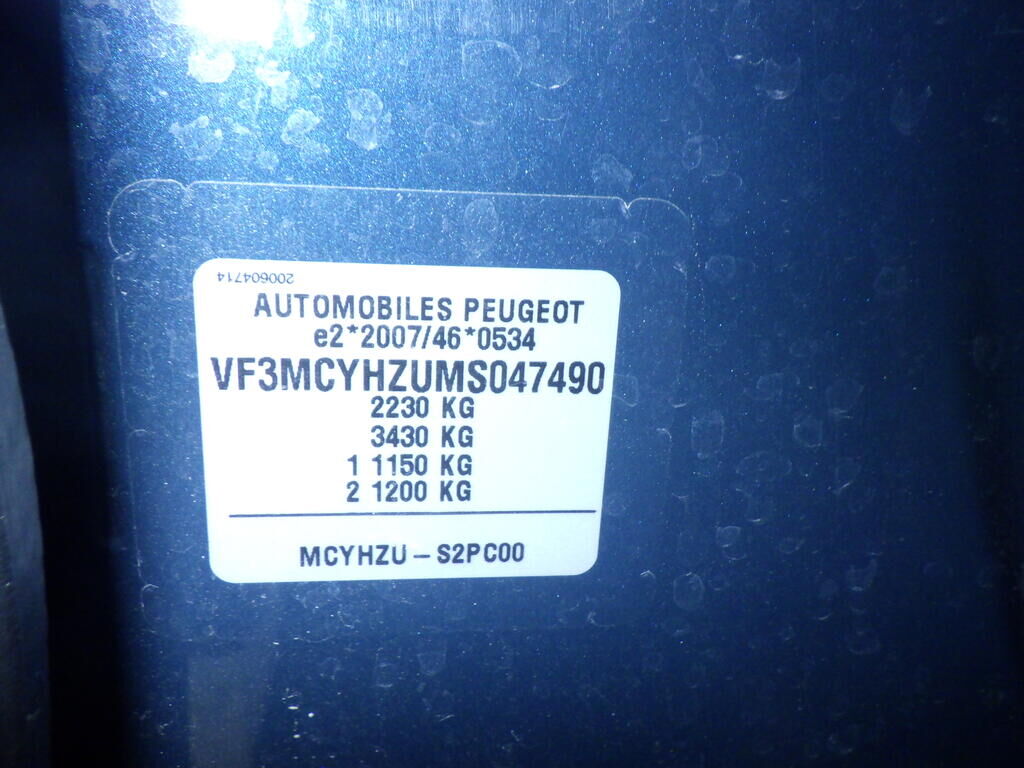 200604714
AUTOMOBILES PEUGEOT
e2*2007/46*0534
VF3MCYHZUMS047490
2230 KG
3430 KG
1 1150 KG
2 1200 KG
MCYHZU – S2PC00